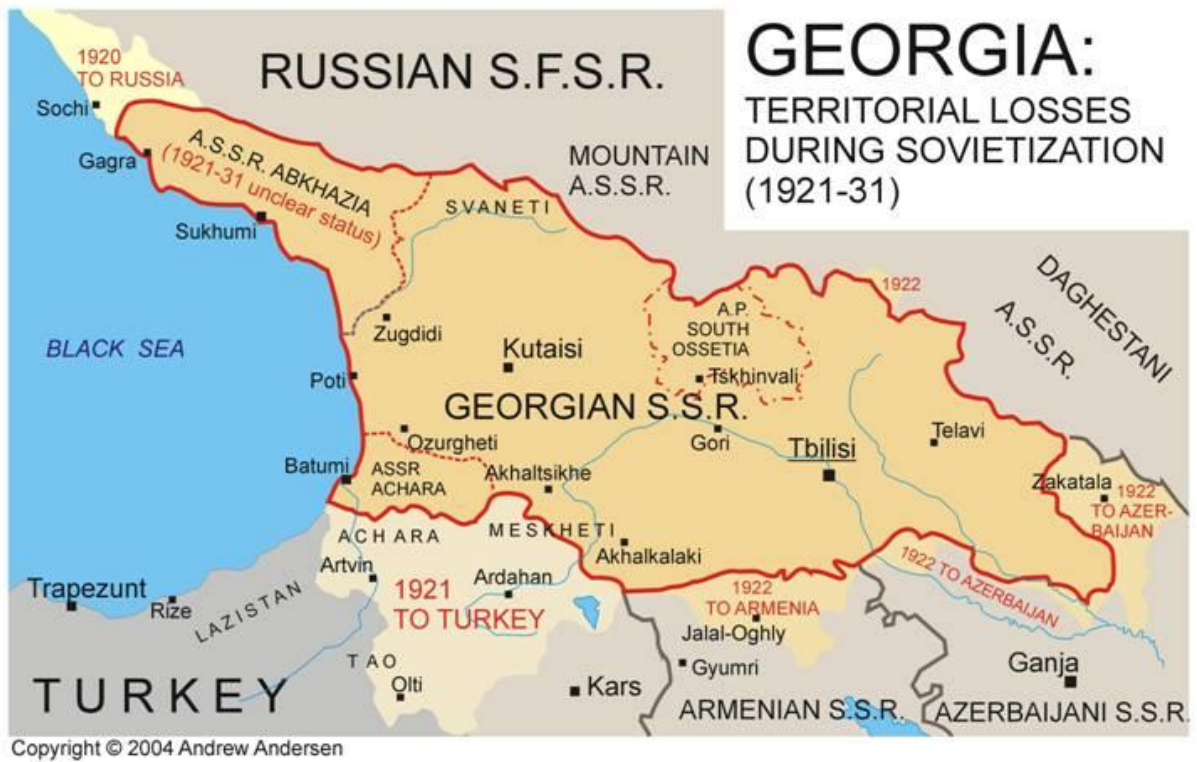 GEORGIA:
TERRITORIAL LOSSES
DURING SOVIETIZATION
(1921-31)
1920
TO RUSSIA
RUSSIAN S.F.S.R.
Sochi
Gagra
A.S.S.R. ABKHAZIA
(1921-31 unclear status)
MOUNTAIN
A.S.S.R.
SVANETI
Sukhumi
DAGHESTANI
A.S.S.R.
1922
A.P.
SOUTH
OSSETIA
Tskhinvali
Zugdidi
BLACK SEA
Kutaisi
Poti
GEORGIAN S.S.R.
Ozurgheti
Gori
Tbilisi
Telavi
Batumi
ASSR
ACHARA
Akhaltsikhe
Zakatala
1922
TO AZER-
BAIJAN
ACHARA
MESKHETI
Akhalkalaki
1922 TO AZERBAIJAN
Artvin
Ardahan
1921
TO TURKEY
1922
TO ARMENIA
Jalal-Oghly
Trapezunt
Rize
LAZISTAN
TAO
Olti
Kars
Gyumri
Ganja
TURKEY
ARMENIAN S.S.R.
AZERBAIJANI S.S.R.
Copyright © 2004 Andrew Andersen